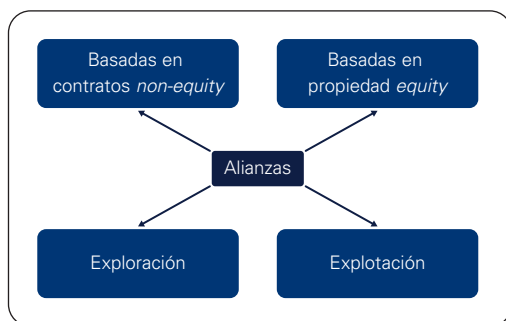 Basadas en
contratos non-equity
Basadas en
propiedad equity
Alianzas
Exploración
Explotación